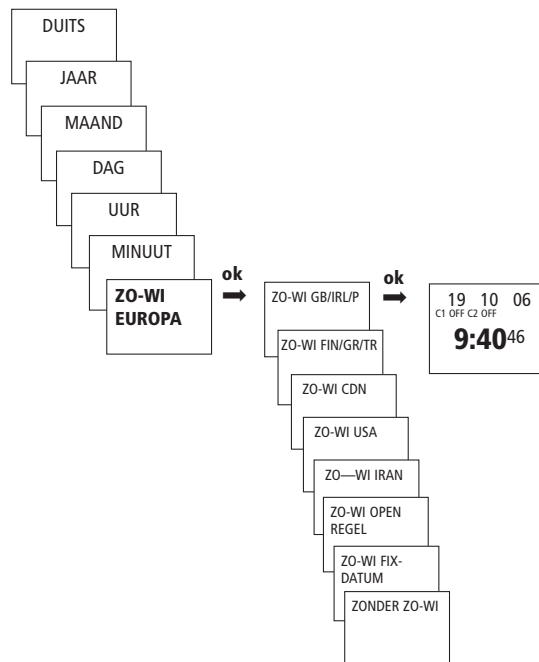 DUITS
JAAR
MAAND
DAG
UUR
MINUUT
ZO-WI
EUROPA
ok
ZO-WI GB/IRL/P
ZO-WI FIN/GR/TR
ZO-WI CDN
ZO-WI USA
ZO—WI IRAN
ZO-WI OPEN
REGEL
ZO-WI FIX-
DATUM
ZONDER ZO-WI
ok
19 10 06
C1 OFF C2 OFF
9:40 46